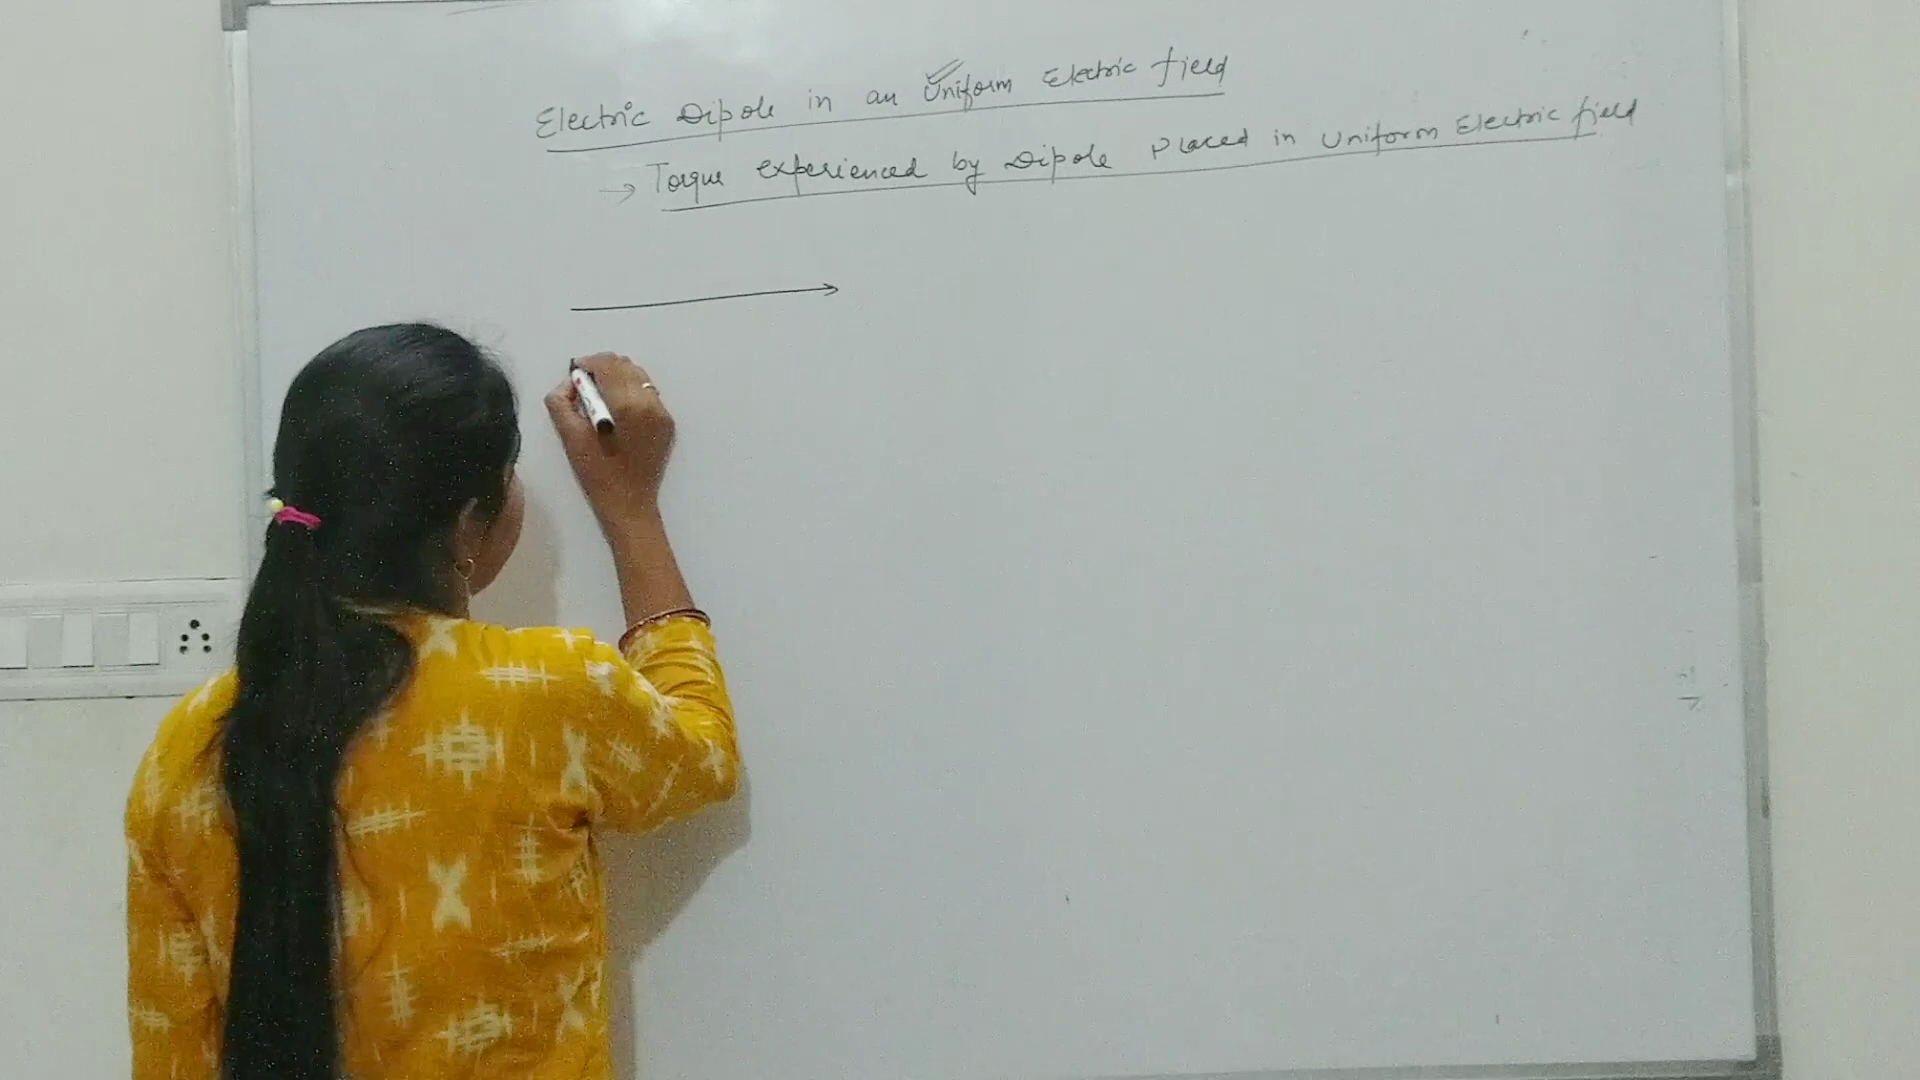 Electric Dipole in an Uniform Electric field
→ Torque experienced by Dipole Placed in Uniform Electric field